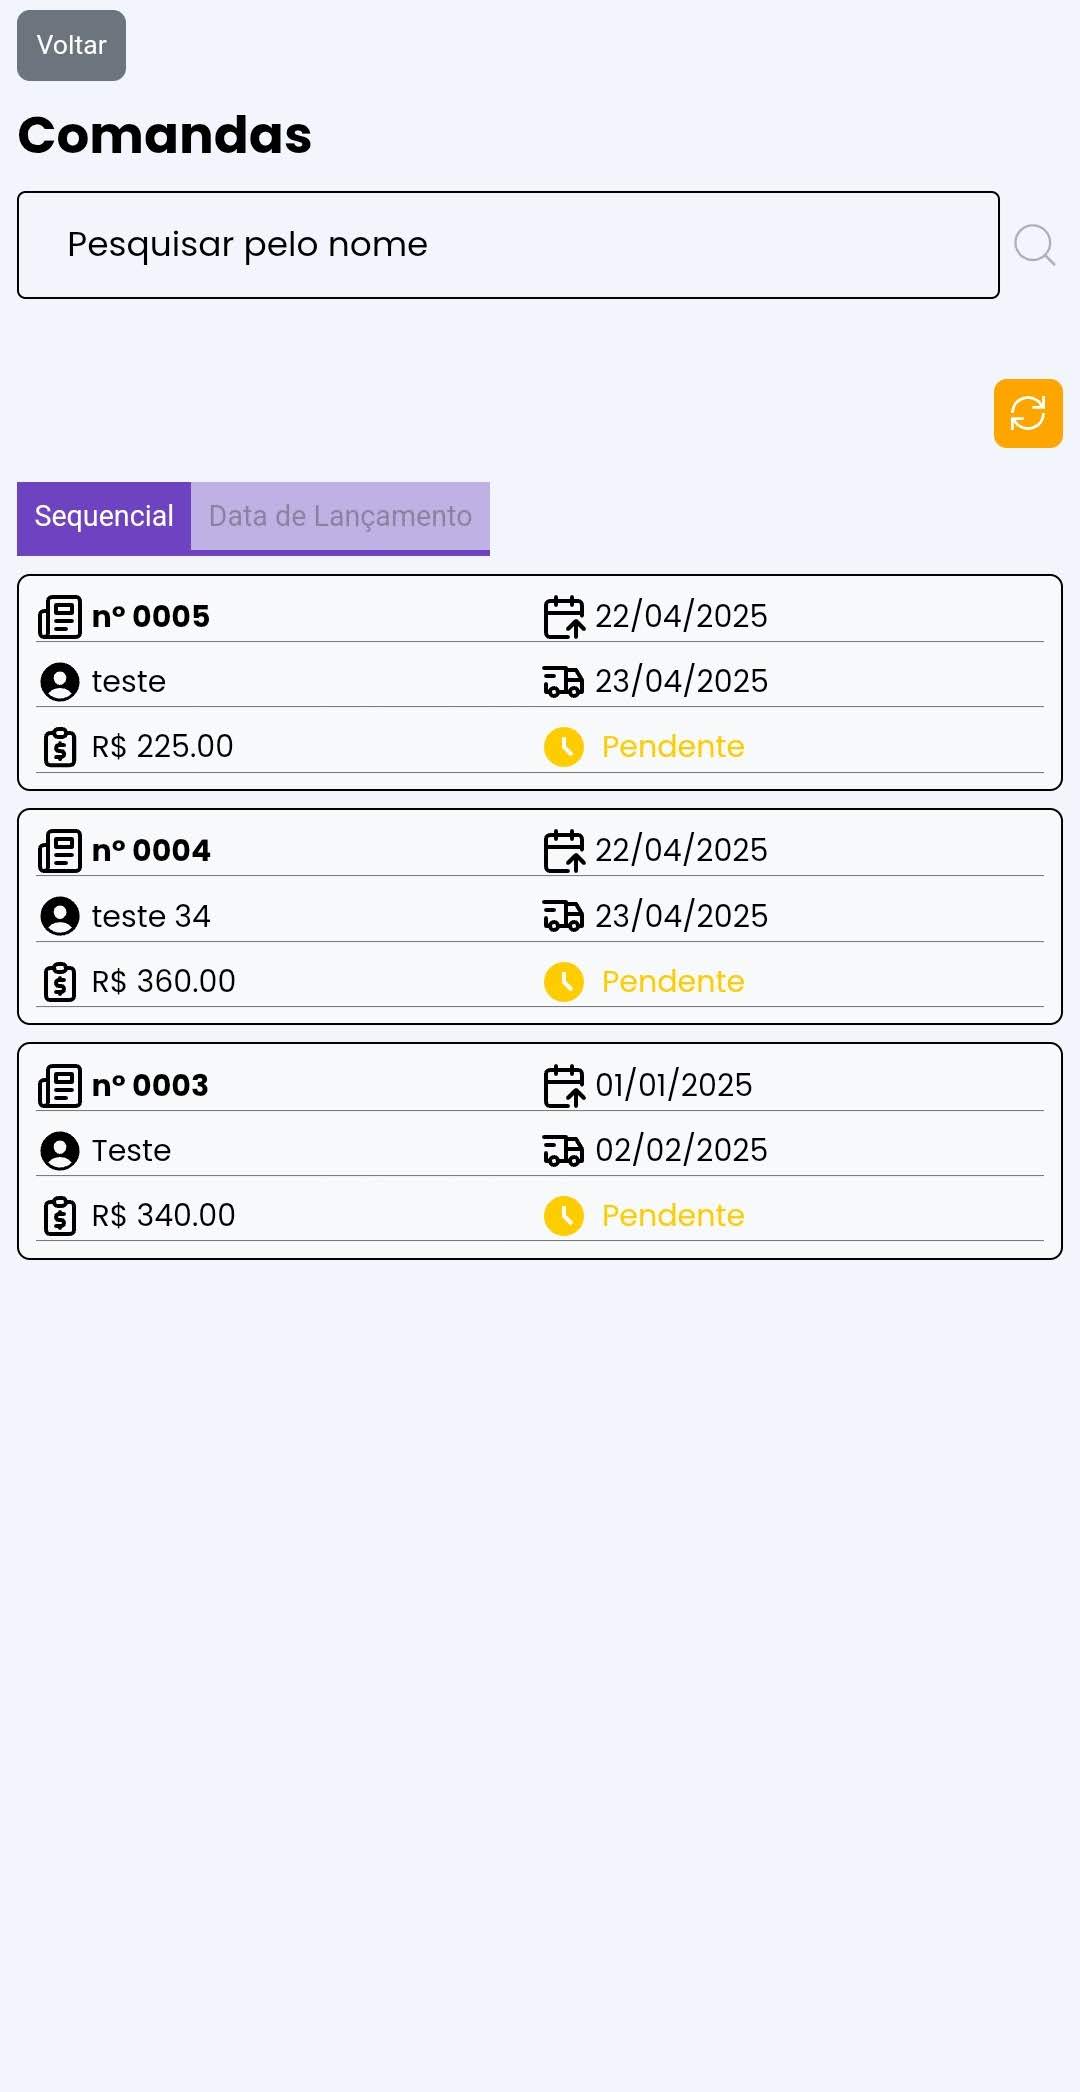 Voltar
Comandas
Pesquisar pelo nome
Sequencial Data de Lançamento
nº 0005 22/04/2025
teste 23/04/2025
R$ 225.00 Pendente
nº 0004 22/04/2025
teste 34 23/04/2025
R$ 360.00 Pendente
nº 0003 01/01/2025
Teste 02/02/2025
R$ 340.00 Pendente